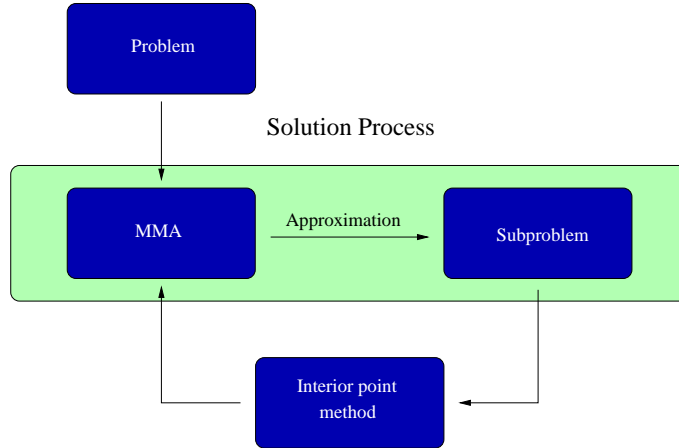 Problem
Solution Process
MMA
Approximation
Subproblem
Interior point
method